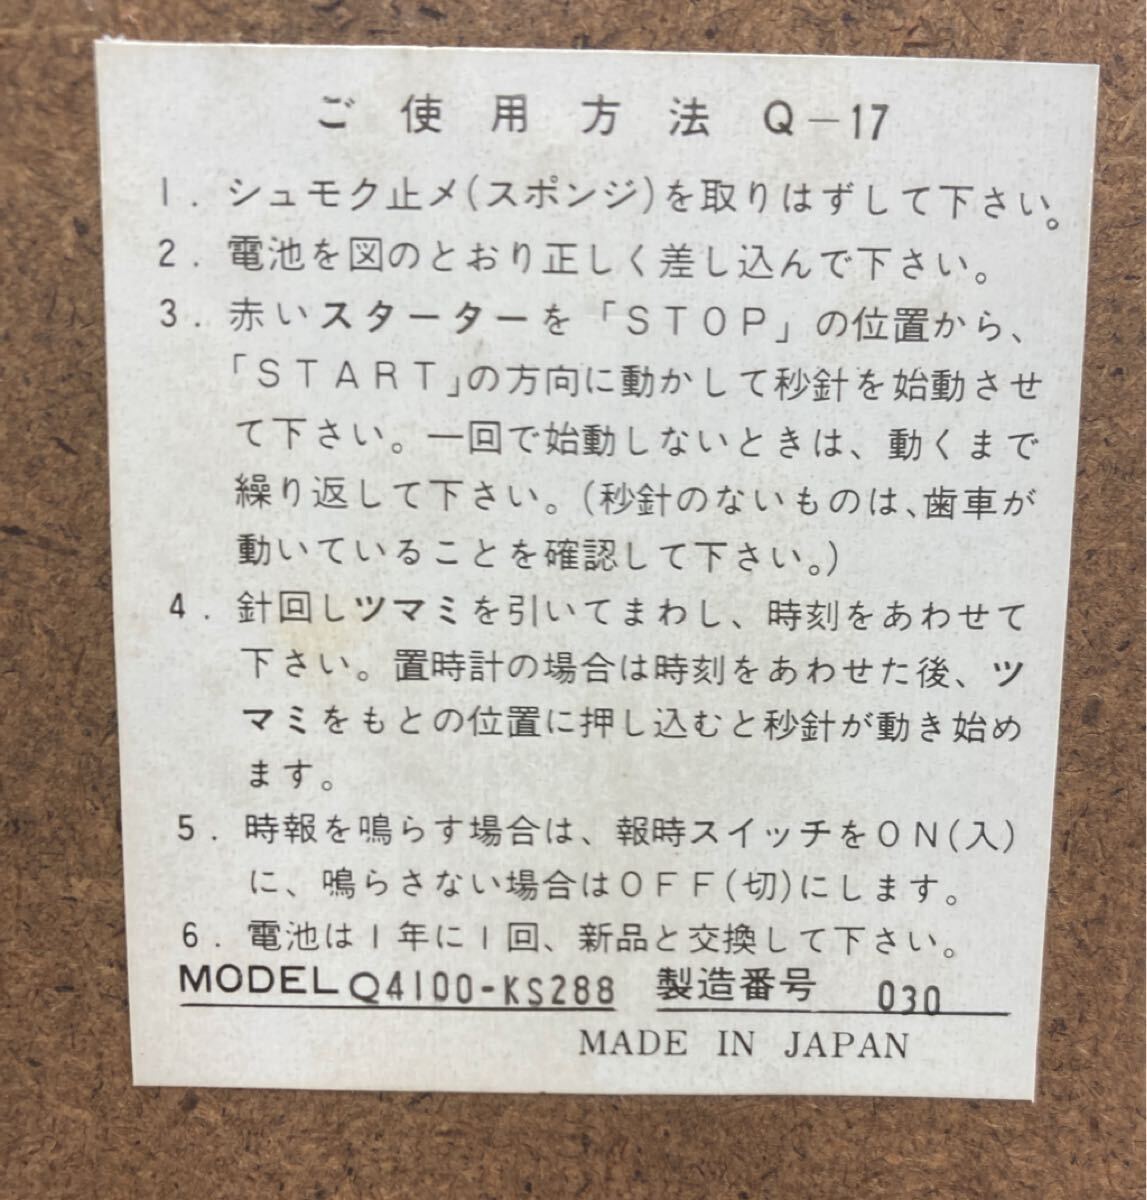 ご使用方法 Q－17
1. シュモク止メ(スポンジ)を取りはずして下さい。
2. 電池を図のとおり正しく差し込んで下さい。
3. 赤いスターターを「STOP」の位置から、
「START」の方向に動かして秒針を始動させ
て下さい。一回で始動しないときは、動くまで
繰り返して下さい。(秒針のないものは、歯車が
動いていることを確認して下さい。)
4. 針回しツマミを引いてまわし、時刻をあわせて
下さい。置時計の場合は時刻をあわせた後、ツ
マミをもとの位置に押し込むと秒針が動き始め
ます。
5. 時報を鳴らす場合は、報時スイッチをON(入)
に、鳴らさない場合はOFF(切)にします。
6. 電池は1年に1回、新品と交換して下さい。
MODEL Q4100-KS288 製造番号 030
MADE IN JAPAN